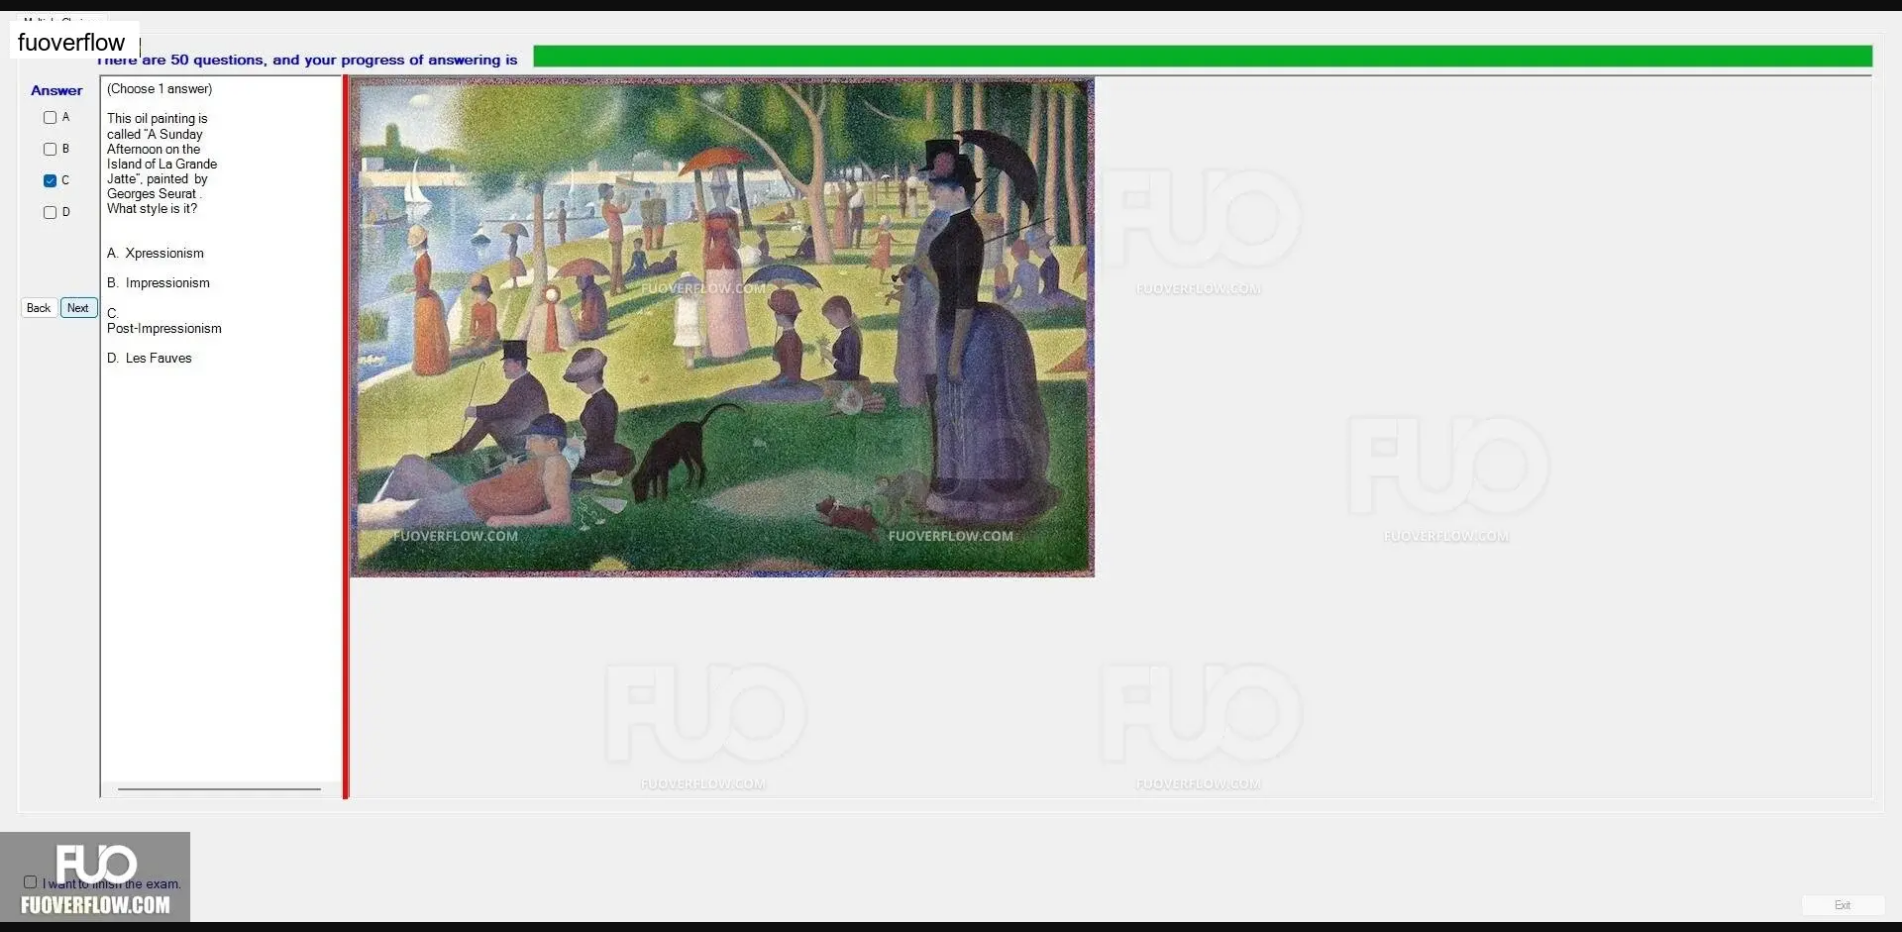 fuoverflow
There are 50 questions, and your progress of answering is
Answer
A
B
C
D
Back
Next
(Choose 1 answer)
This oil painting is
called "A Sunday
Afternoon on the
Island of La Grande
Jatte", painted by
Georges Seurat .
What style is it?
A. Xpressionism
B. Impressionism
C.
Post-Impressionism
D. Les Fauves
FUO
FUOVERFLOW.COM
FUOVERFLOW.COM
FUO
FUOVERFLOW.COM
FUOVERFLOW.COM
FUOVERFLOW.COM
FUO
FUOVERFLOW.COM
FUO
FUOVERFLOW.COM
FUO
I want to finish the exam.
FUOVERFLOW.COM
Exit